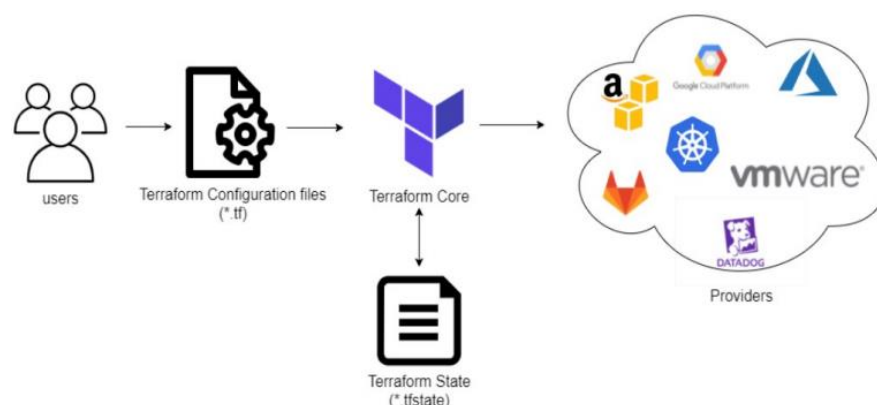 Google Cloud Platform
a
vmware®
users
Terraform Configuration files
(*.tf)
Terraform Core
DATADOG
Providers
Terraform State
(*.tfstate)